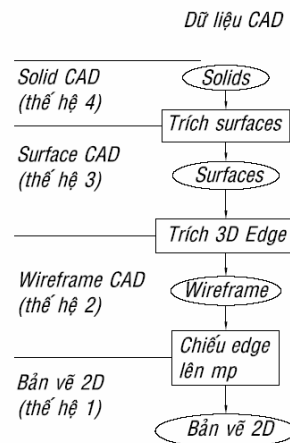 Dữ liệu CAD
Solid CAD
(thế hệ 4)
Solids
Trích surfaces
Surface CAD
(thế hệ 3)
Surfaces
Trích 3D Edge
Wireframe CAD
(thế hệ 2)
Wireframe
Chiếu edge
lên mp
Bản vẽ 2D
(thế hệ 1)
Bản vẽ 2D